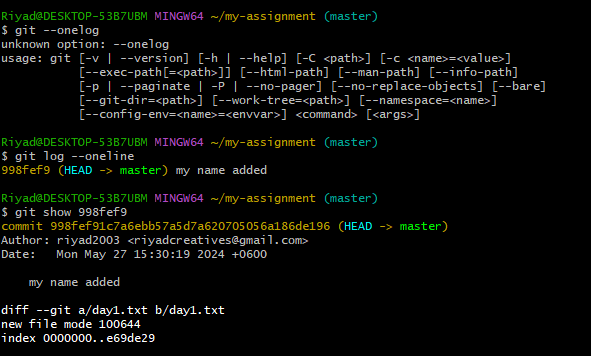 Riyad@DESKTOP-53B7UBM MINGW64 ~/my-assignment (master)
$ git --onelog
unknown option: --onelog
usage: git [-v | --version] [-h | --help] [-C <path>] [-c <name>=<value>]
           [--exec-path[=<path>]] [--html-path] [--man-path] [--info-path]
           [-p | --paginate | -P | --no-pager] [--no-replace-objects] [--bare]
           [--git-dir=<path>] [--work-tree=<path>] [--namespace=<name>]
           [--config-env=<name>=<envvar>] <command> [<args>]

Riyad@DESKTOP-53B7UBM MINGW64 ~/my-assignment (master)
$ git log --oneline
998fef9 (HEAD -> master) my name added

Riyad@DESKTOP-53B7UBM MINGW64 ~/my-assignment (master)
$ git show 998fef9
commit 998fef91c7a6ebb57a5d7a620705056a186de196 (HEAD -> master)
Author: riyad2003 <riyadcreatives@gmail.com>
Date:   Mon May 27 15:30:19 2024 +0600

    my name added

diff --git a/day1.txt b/day1.txt
new file mode 100644
index 0000000..e69de29